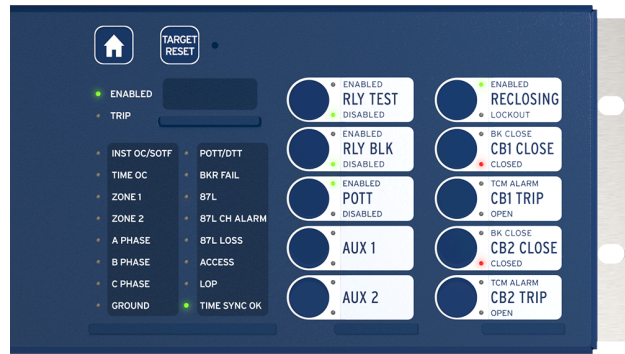 TARGET
RESET
ENABLED
TRIP
INST OC/SOTF
TIME OC
ZONE 1
ZONE 2
A PHASE
B PHASE
C PHASE
GROUND
POTT/DTT
BKR FAIL
87L
87L CH ALARM
87L LOSS
ACCESS
LOP
TIME SYNC OK
ENABLED
RLY TEST
DISABLED
ENABLED
RLY BLK
DISABLED
ENABLED
POTT
DISABLED
AUX 1
AUX 2
ENABLED
RECLOSING
LOCKOUT
BK CLOSE
CB1 CLOSE
CLOSED
TCM ALARM
CB1 TRIP
OPEN
BK CLOSE
CB2 CLOSE
CLOSED
TCM ALARM
CB2 TRIP
OPEN